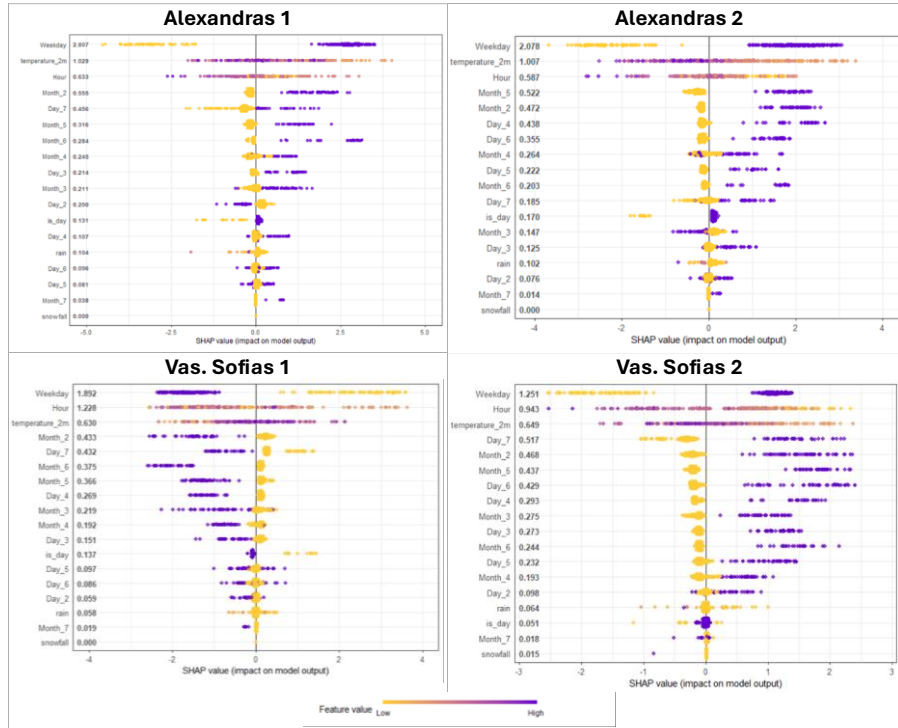 Alexandras 1
Weekday
temperature_2m 1.029
Hour 0.633
Month_2
Day_7 0.456
Month_5
Month_6 0.284
Month_4
Day_3 0.214
Month_3 0.211
Day_2
is_day 0.131
Day_4 0.107
rain 0.104
Day_6 0.096
Day_5 0.081
Month_7 0.038
snowfall 0.000
-5.0 -2.5 0.0 2.5 5.0
SHAP value (impact on model output)
Alexandras 2
Weekday 2.078
temperature_2m 1.007
Hour 0.587
Month_5 0.522
Month_2 0.472
Day_4 0.438
Day_6 0.355
Month_4 0.264
Day_5 0.222
Month_6 0.203
Day_7 0.185
is_day 0.170
Month_3 0.147
Day_3 0.125
rain 0.102
Day_2 0.076
Month_7 0.014
snowfall 0.000
-4 -2 0 2 4
SHAP value (impact on model output)
Vas. Sofias 1
Weekday 1.892
Hour 1.228
temperature_2m 0.630
Month_2 0.433
Day_7 0.432
Month_6 0.375
Month_5 0.366
Day_4 0.269
Month_3 0.219
Month_4 0.192
Day_3 0.151
is_day 0.137
Day_5 0.097
Day_6 0.086
Day_2 0.059
rain 0.058
Month_7 0.019
snowfall 0.000
-4 -2 0 2 4
SHAP value (impact on model output)
Vas. Sofias 2
Weekday 1.251
Hour 0.943
temperature_2m 0.649
Day_7 0.517
Month_2 0.468
Month_5 0.437
Day_6 0.429
Day_4 0.293
Month_3 0.275
Day_3 0.273
Month_6 0.244
Day_5 0.232
Month_4 0.193
Day_2 0.098
rain 0.064
is_day 0.051
Month_7 0.018
snowfall 0.015
-3 -2 -1 0 1 2 3
SHAP value (impact on model output)
Feature value Low High